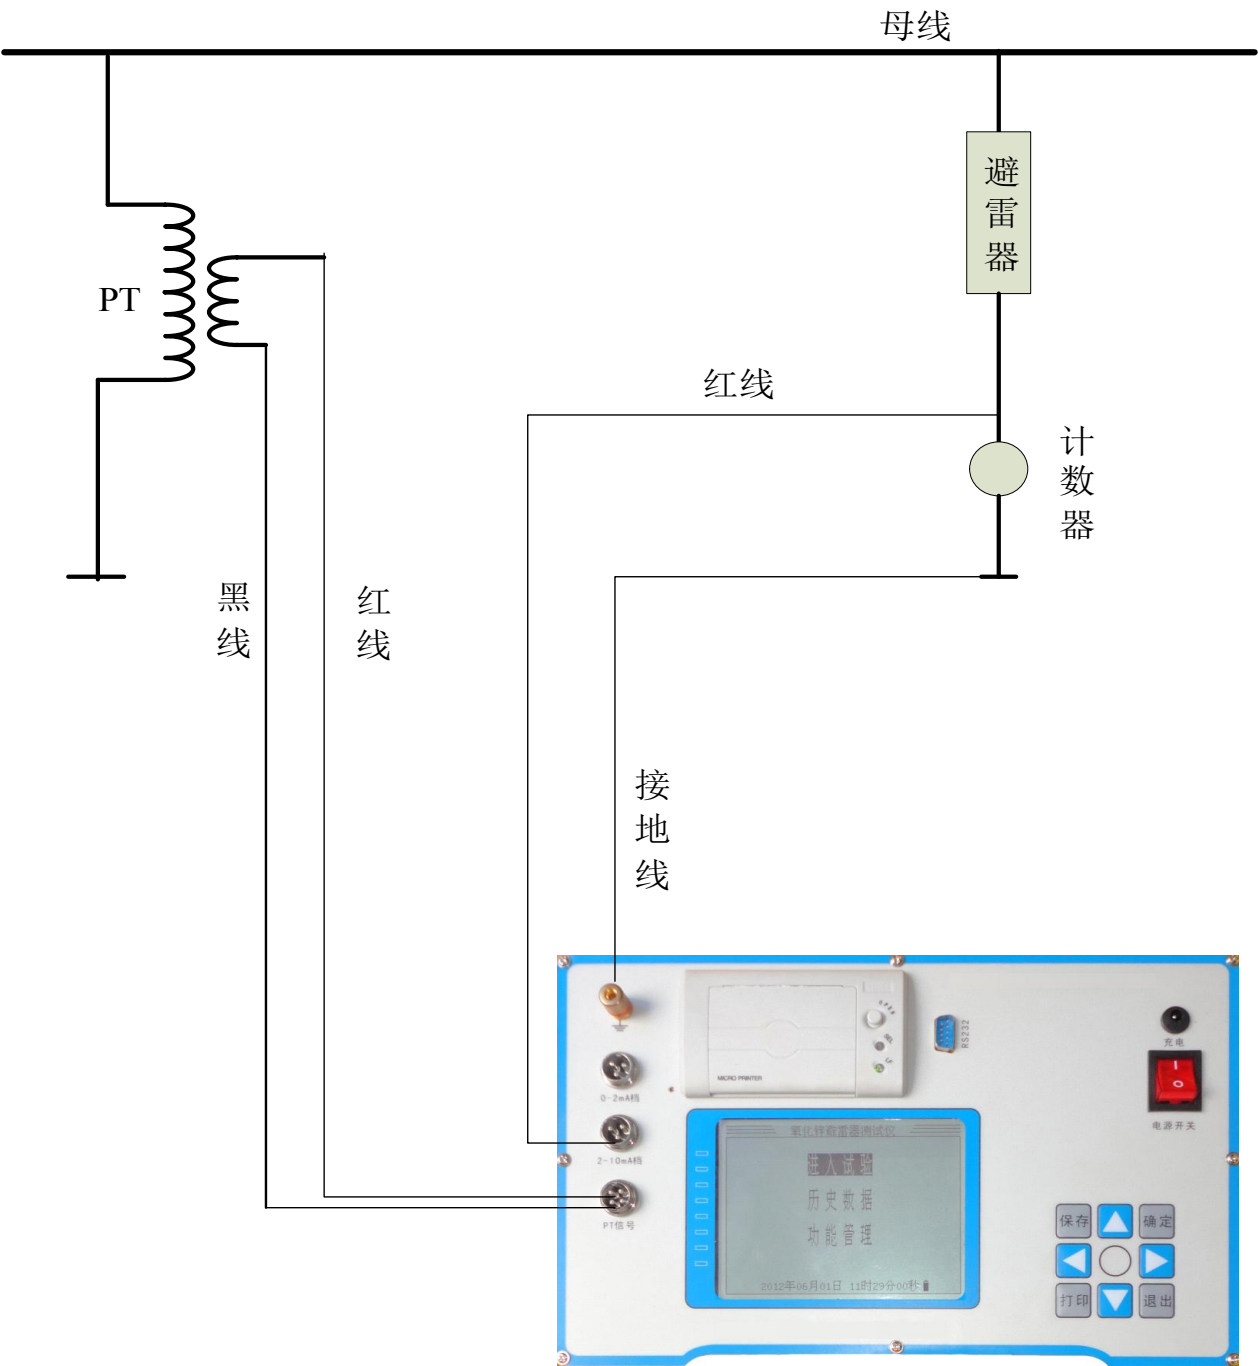 母线
避雷器
PT
红线
计数器
黑线
红线
接地线
RS232
充电
0-2mA档
MICRO-PRINTER
电源开关
氧化锌避雷器测试仪
2-10mA档
进入试验
历史数据
PT信号
保存
确定
功能管理
2012年06月01日 11时29分00秒
打印
退出